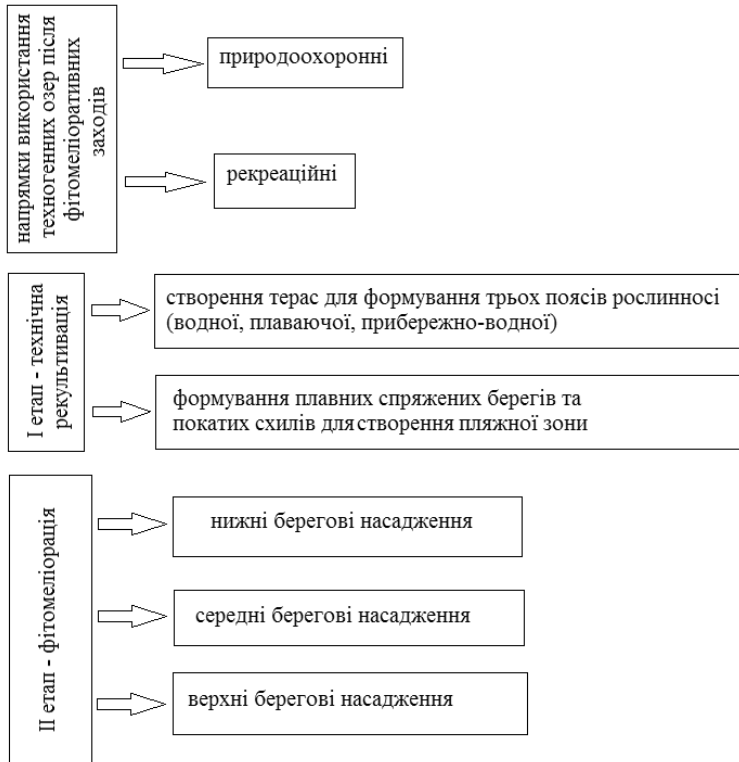 напрямки використання
техногенних озер після
фітомеліоративних
заходів
природоохоронні
рекреаційні
І етап - технічна
рекультивація
створення терас для формування трьох поясів рослинносі
(водної, плаваючої, прибережно-водної)
формування плавних спряжених берегів та
покатих схилів для створення пляжної зони
ІІ етап - фітомеліорація
нижні берегові насадження
середні берегові насадження
верхні берегові насадження